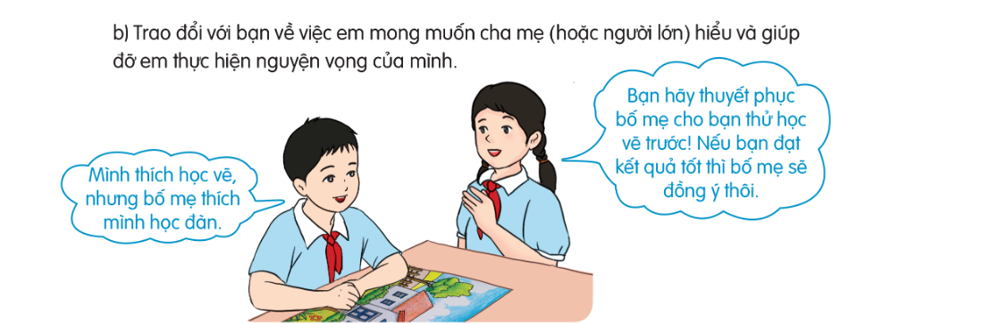 b) Trao đổi với bạn về việc em mong muốn cha mẹ (hoặc người lớn) hiểu và giúp
đỡ em thực hiện nguyện vọng của mình.
Mình thích học vẽ,
nhưng bố mẹ thích
mình học đàn.
Bạn hãy thuyết phục
bố mẹ cho bạn thử học
vẽ trước! Nếu bạn đạt
kết quả tốt thì bố mẹ sẽ
đồng ý thôi.